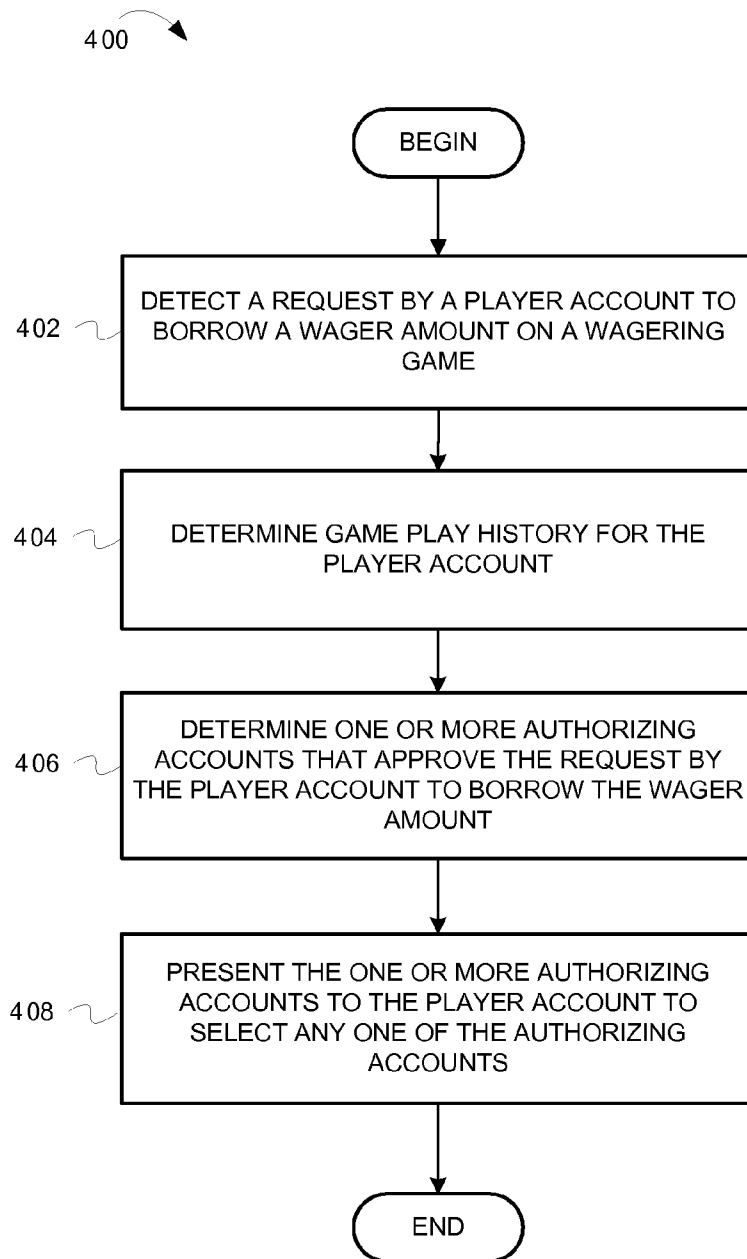 400
BEGIN
402
DETECT A REQUEST BY A PLAYER ACCOUNT TO
BORROW A WAGER AMOUNT ON A WAGERING
GAME
404
DETERMINE GAME PLAY HISTORY FOR THE
PLAYER ACCOUNT
406
DETERMINE ONE OR MORE AUTHORIZING
ACCOUNTS THAT APPROVE THE REQUEST BY
THE PLAYER ACCOUNT TO BORROW THE WAGER
AMOUNT
408
PRESENT THE ONE OR MORE AUTHORIZING
ACCOUNTS TO THE PLAYER ACCOUNT TO
SELECT ANY ONE OF THE AUTHORIZING
ACCOUNTS
END